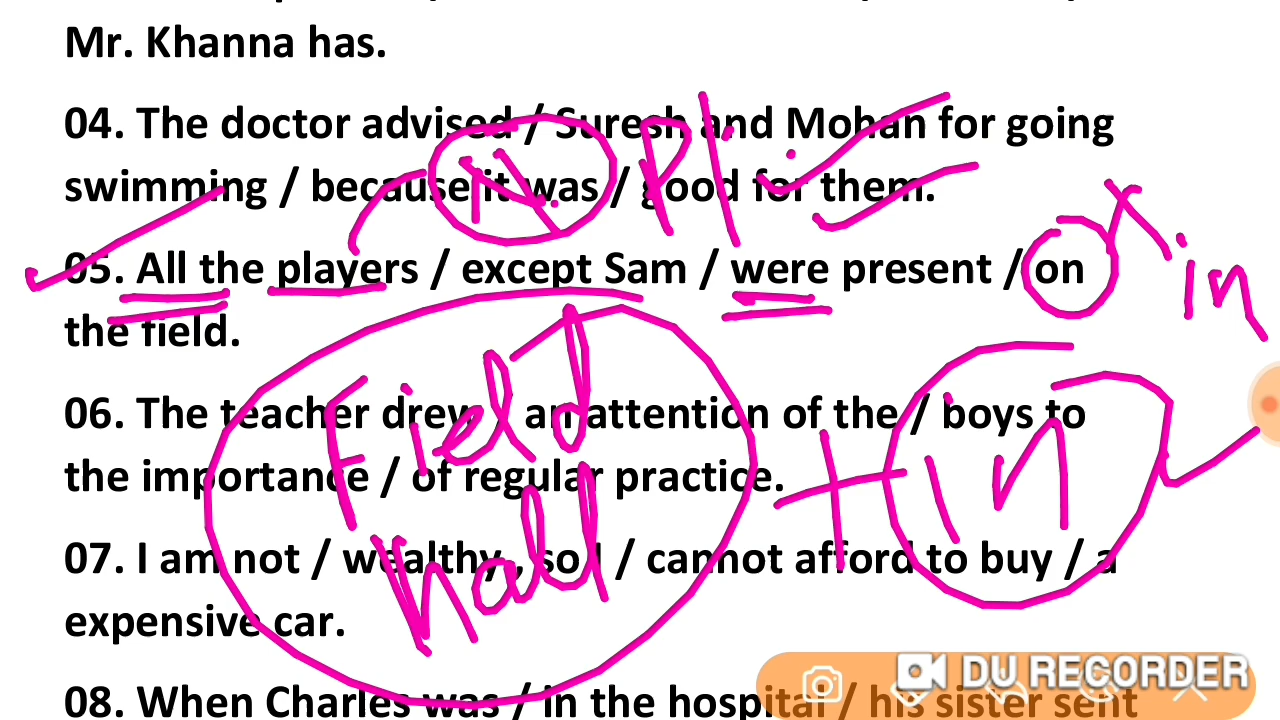 Mr. Khanna has.
04. The doctor advised / Suresh and Mohan for going
swimming / because it was / good for them.
N. Pl.
05. All the players / except Sam / were present / on
in
the field.
Field
06. The teacher drew / an attention of the / boys to
the importance / of regular practice.
+ in
07. I am not / wealthy, so I / cannot afford to buy / a
hall
expensive car.
08. When Charles was / in the hospital / his sister sent
DU RECORDER